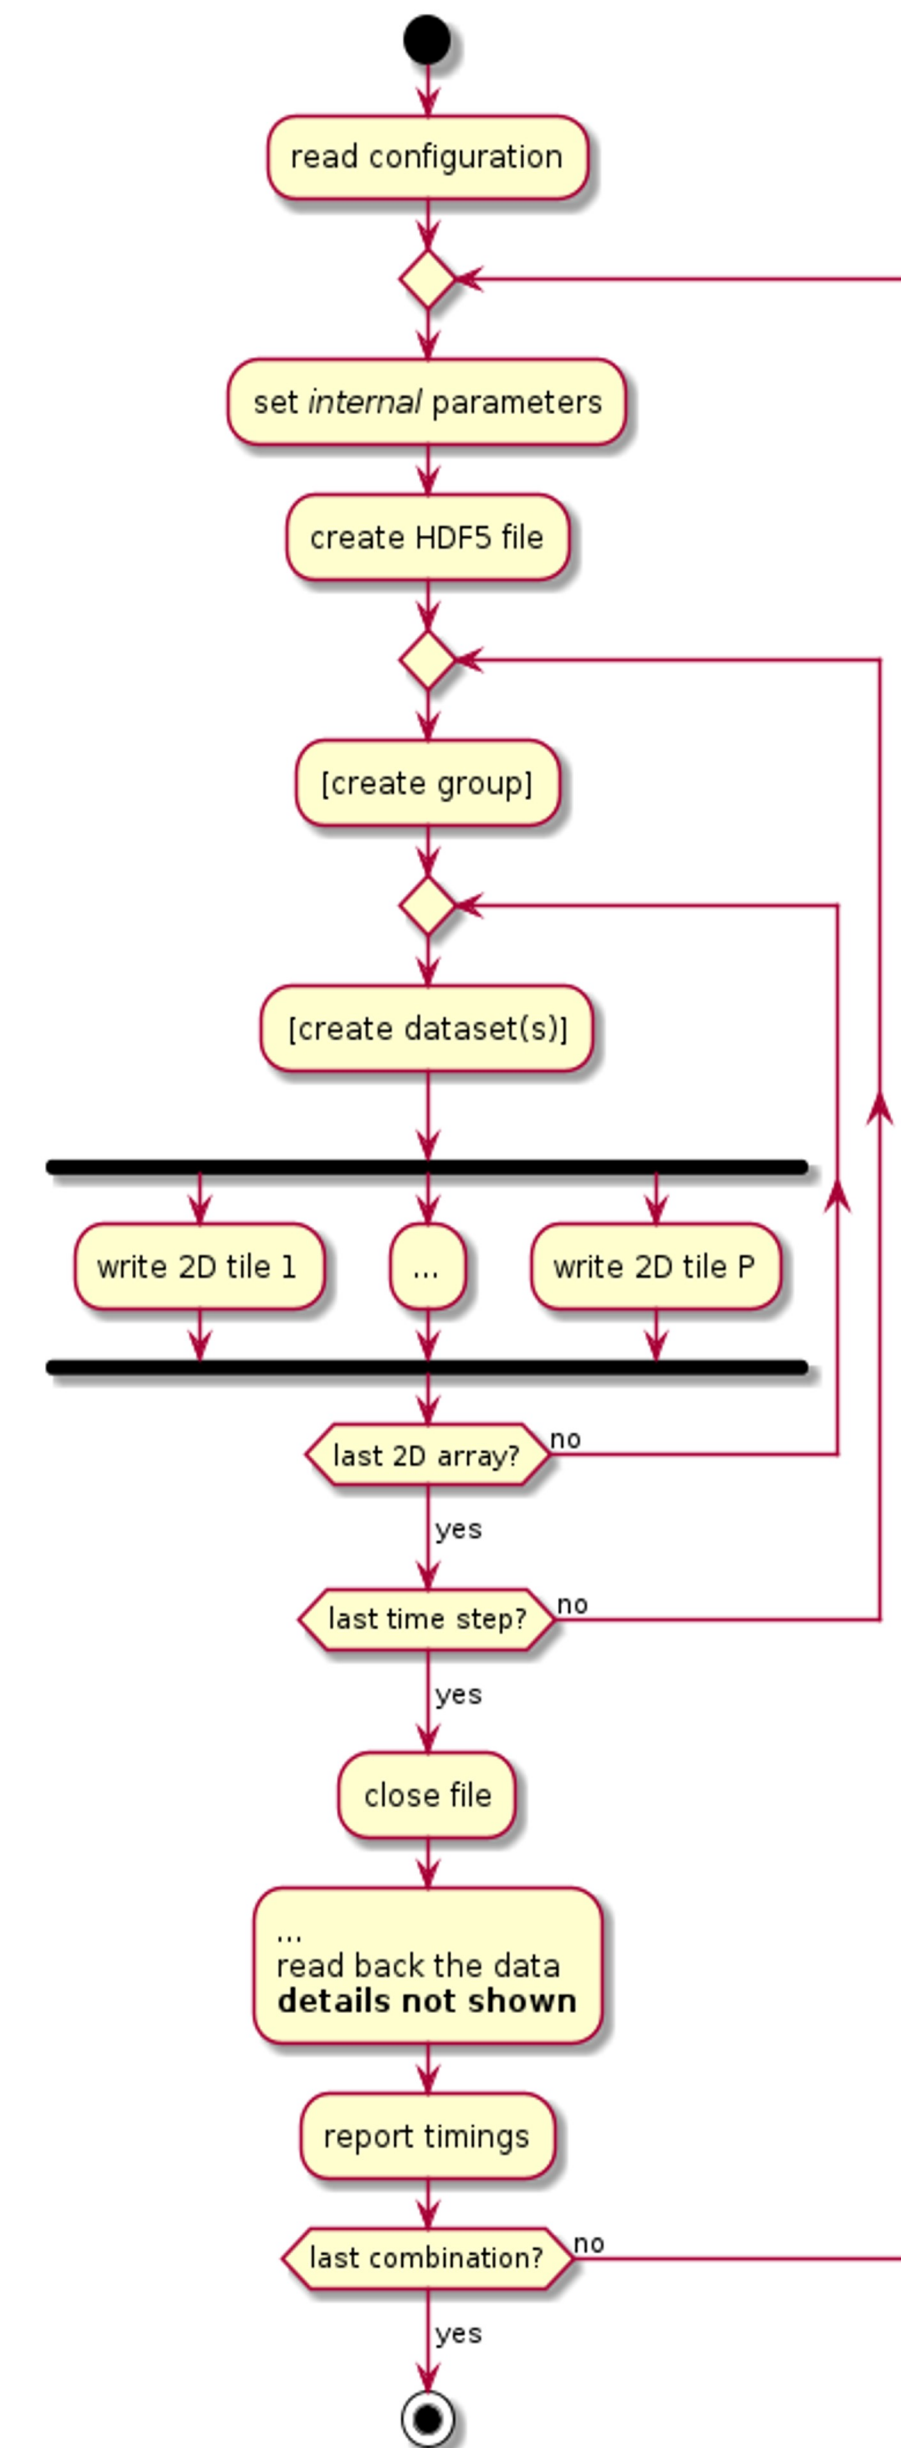 read configuration
set internal parameters
create HDF5 file
[create group]
[create dataset(s)]
write 2D tile 1
...
write 2D tile P
last 2D array?
no
yes
last time step?
no
yes
close file
...
read back the data
details not shown
report timings
last combination?
no
yes